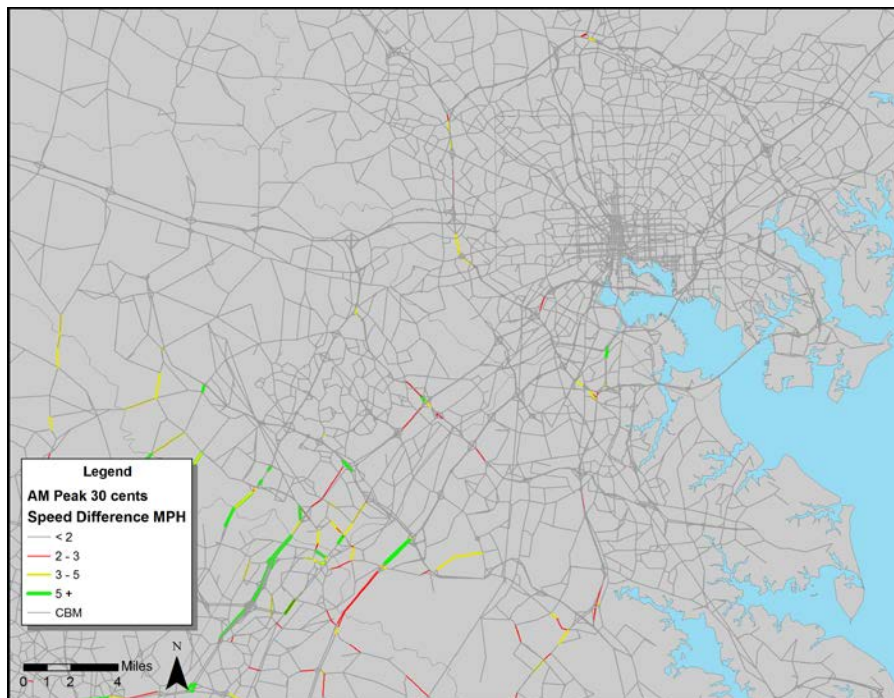 Legend
AM Peak 30 cents
Speed Difference MPH
< 2
2 - 3
3 - 5
5 +
CBM
N
0 1 2 4 Miles